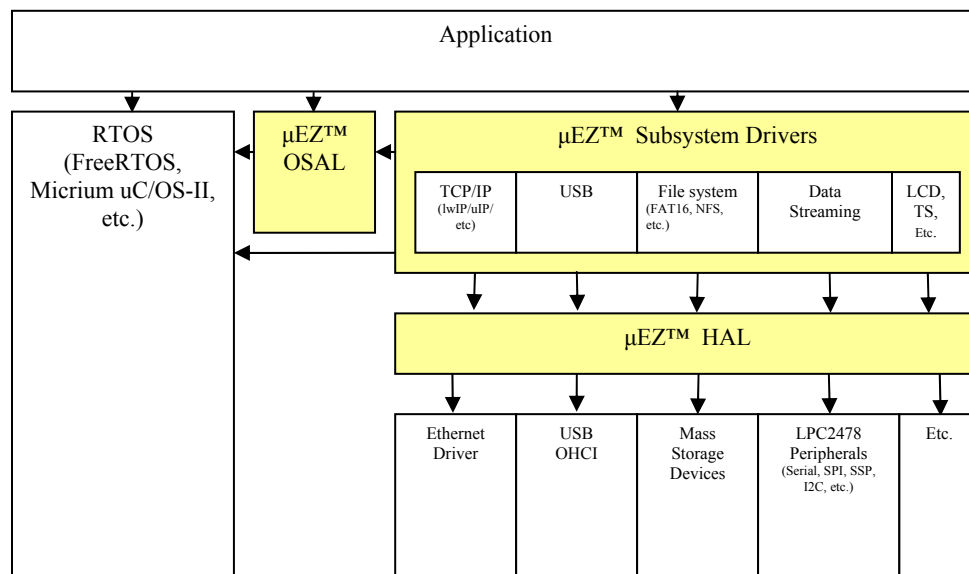 Application
RTOS
(FreeRTOS,
Micrium uC/OS-II,
etc.)
μEZ™
OSAL
μEZ™ Subsystem Drivers
TCP/IP
(lwIP/uIP/
etc)
USB
File system
(FAT16, NFS,
etc.)
Data
Streaming
LCD,
TS,
Etc.
μEZ™ HAL
Ethernet
Driver
USB
OHCI
Mass
Storage
Devices
LPC2478
Peripherals
(Serial, SPI, SSP,
I2C, etc.)
Etc.